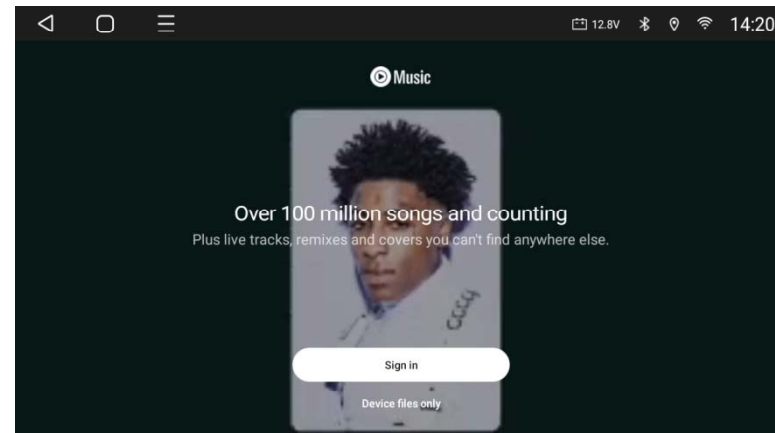 12.8V 14:20
Music
Over 100 million songs and counting
Plus live tracks, remixes and covers you can't find anywhere else.
Sign in
Device files only